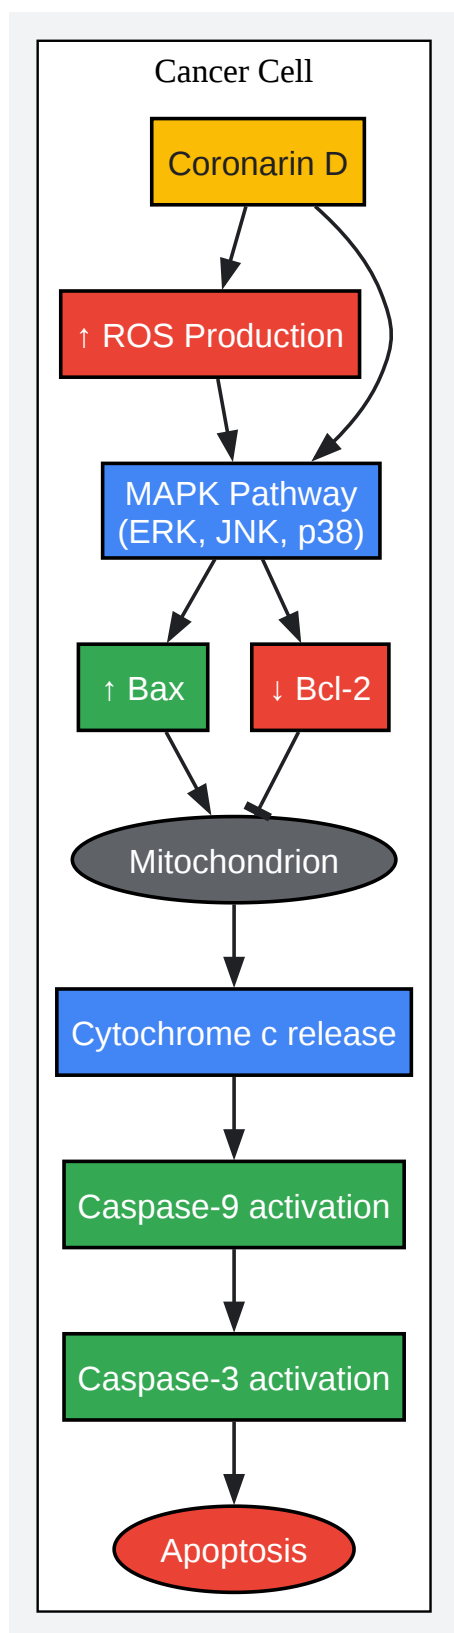 Cancer Cell
Coronarin D
↑ ROS Production
MAPK Pathway
(ERK, JNK, p38)
↑ Bax
↓ Bcl-2
Mitochondrion
Cytochrome c release
Caspase-9 activation
Caspase-3 activation
Apoptosis